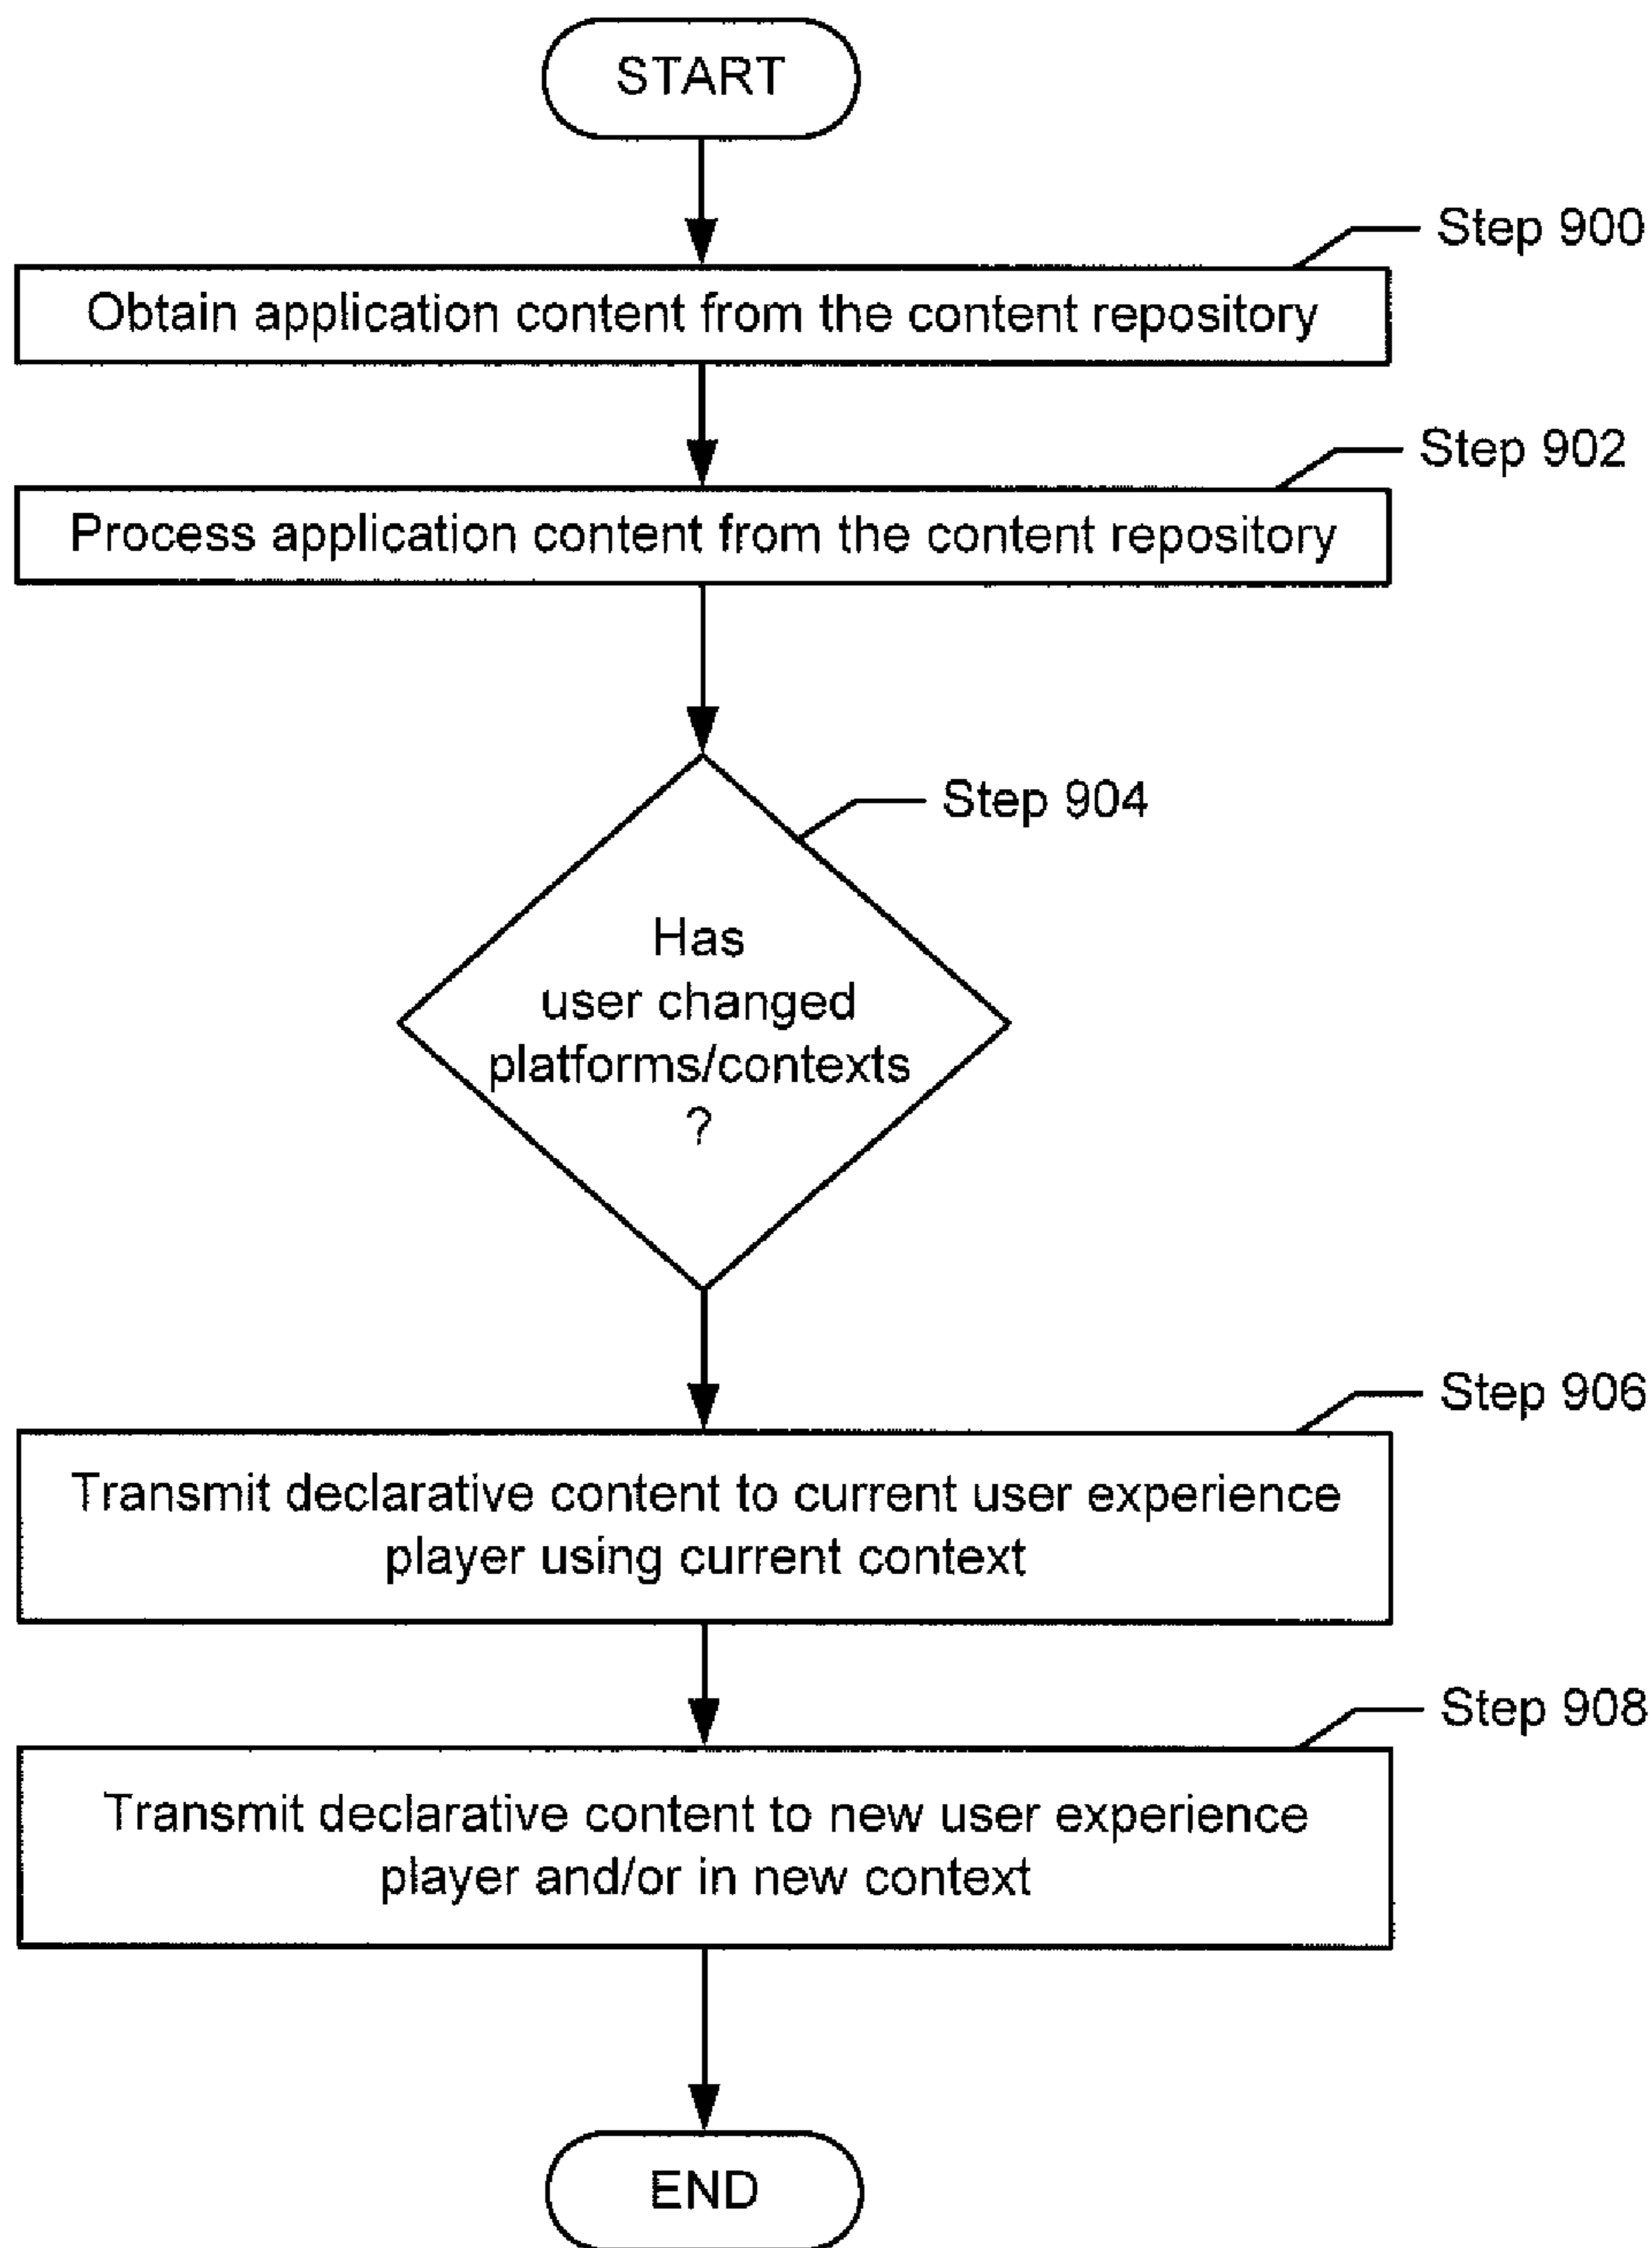 START
Step 900
Obtain application content from the content repository
Step 902
Process application content from the content repository
Step 904
Has
user changed
platforms/contexts
?
Step 906
Transmit declarative content to current user experience
player using current context
Step 908
Transmit declarative content to new user experience
player and/or in new context
END